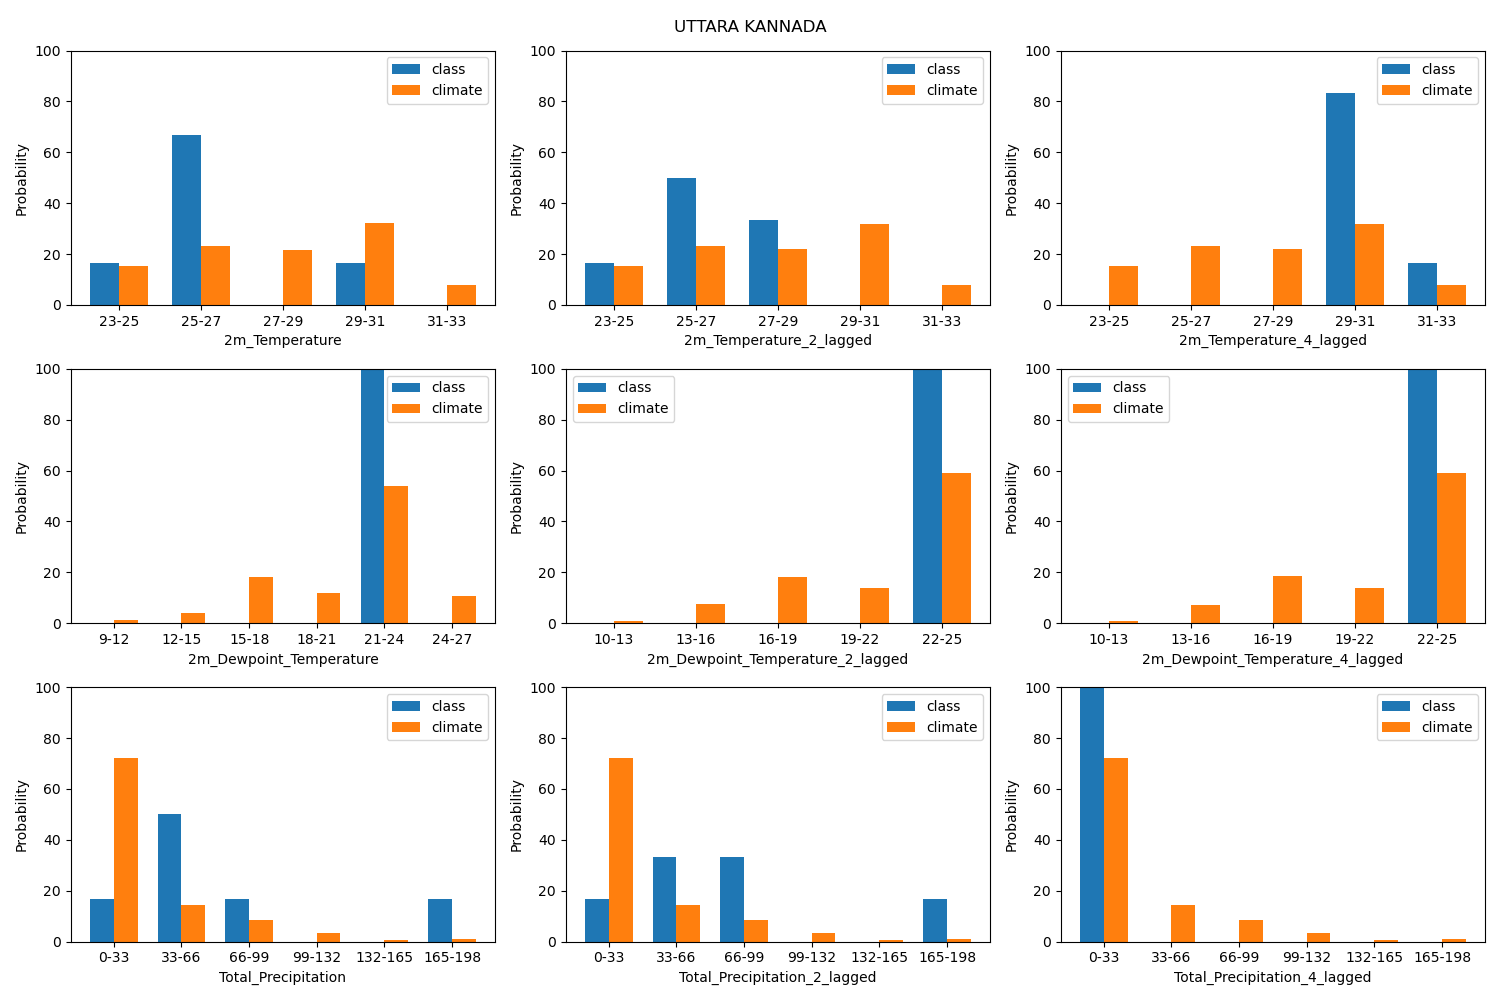 UTTARA KANNADA
100
80
60
40
20
0
Probability
class
climate
23-25 25-27 27-29 29-31 31-33
2m_Temperature
100
80
60
40
20
0
Probability
class
climate
23-25 25-27 27-29 29-31 31-33
2m_Temperature_2_lagged
100
80
60
40
20
0
Probability
class
climate
23-25 25-27 27-29 29-31 31-33
2m_Temperature_4_lagged
100
80
60
40
20
0
Probability
class
climate
9-12 12-15 15-18 18-21 21-24 24-27
2m_Dewpoint_Temperature
100
80
60
40
20
0
Probability
class
climate
10-13 13-16 16-19 19-22 22-25
2m_Dewpoint_Temperature_2_lagged
100
80
60
40
20
0
Probability
class
climate
10-13 13-16 16-19 19-22 22-25
2m_Dewpoint_Temperature_4_lagged
100
80
60
40
20
0
Probability
class
climate
0-33 33-66 66-99 99-132 132-165 165-198
Total_Precipitation
100
80
60
40
20
0
Probability
class
climate
0-33 33-66 66-99 99-132 132-165 165-198
Total_Precipitation_2_lagged
100
80
60
40
20
0
Probability
class
climate
0-33 33-66 66-99 99-132 132-165 165-198
Total_Precipitation_4_lagged